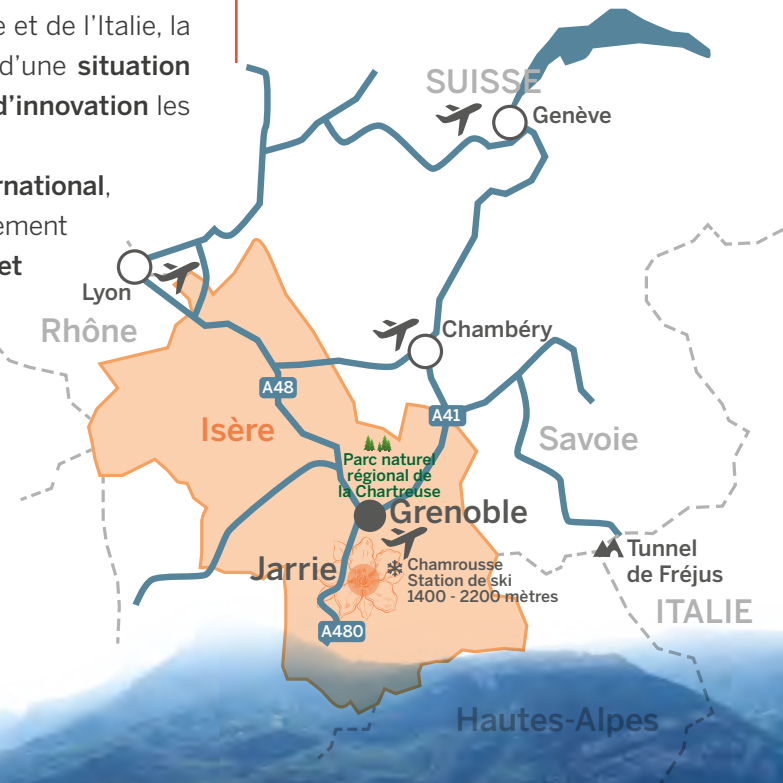 e et de l'Italie, la
d'une situation
d'innovation les
rnational,
ement
et
SUISSE
Genève
Lyon
Rhône
Chambéry
A48
A41
Isère
Savoie
Parc naturel
régional de
la Chartreuse
Grenoble
Jarrie
Chamrousse
Station de ski
1400 - 2200 mètres
Tunnel
de Fréjus
ITALIE
A480
Hautes-Alpes